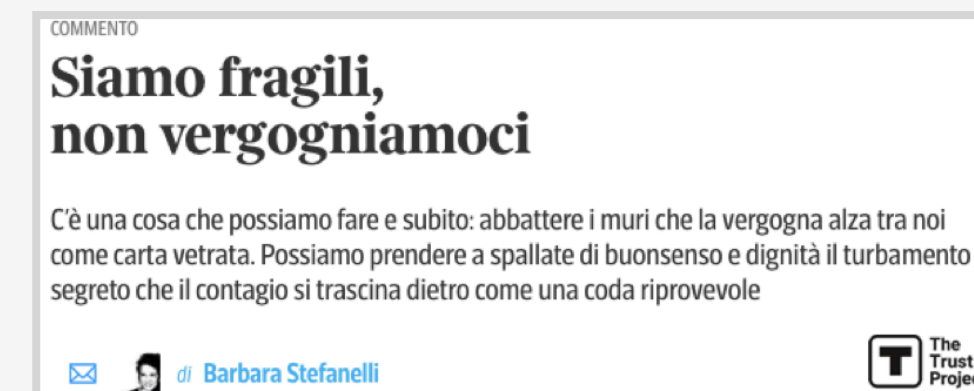 COMMENTO
Siamo fragili,
non vergogniamoci
C'è una cosa che possiamo fare e subito: abbattere i muri che la vergogna alza tra noi
come carta vetrata. Possiamo prendere a spallate di buonsenso e dignità il turbamento
segreto che il contagio si trascina dietro come una coda riprovevole
di Barbara Stefanelli
T
The
Trust
Projec